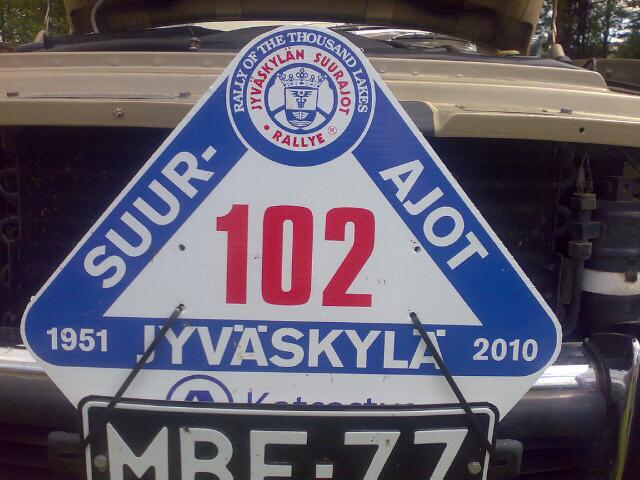 RALLY OF THE THOUSAND LAKES
JYVÄSKYLÄN SUURAJOT
• RALLYE ®
SUUR-
AJOT
102
1951 JYVÄSKYLÄ 2010